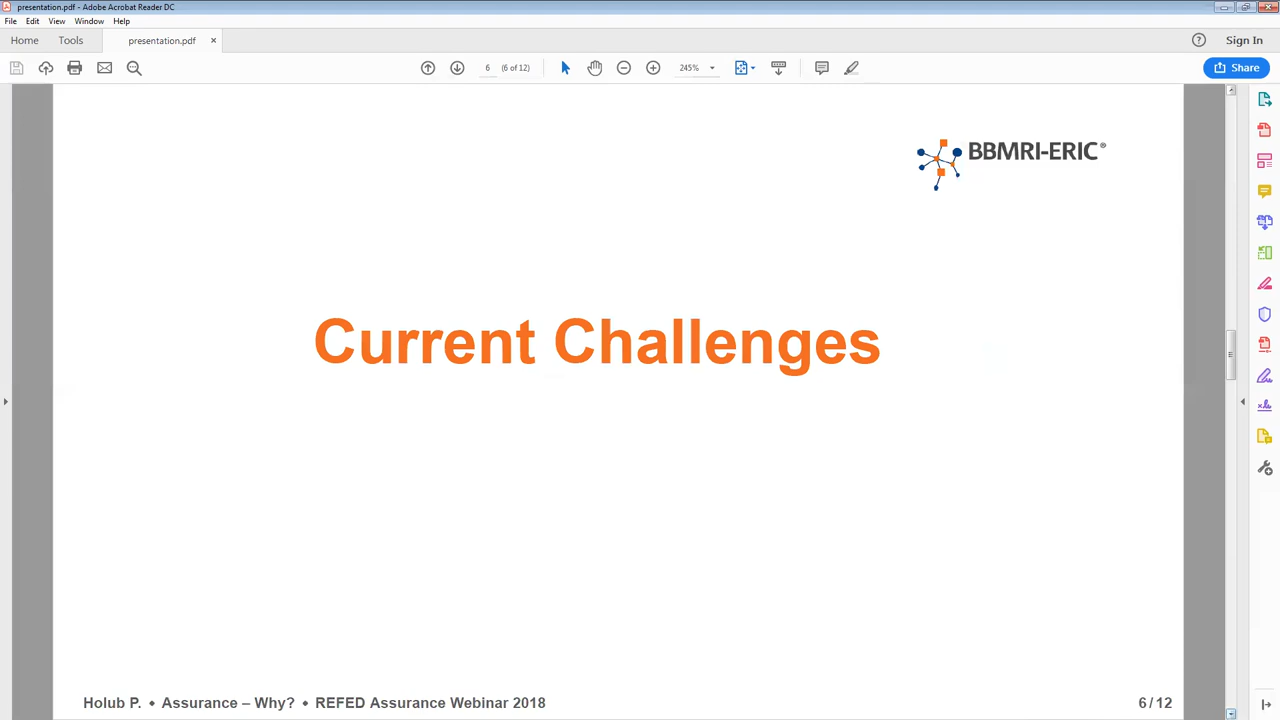 presentation.pdf - Adobe Acrobat Reader DC
File Edit View Window Help
Home Tools presentation.pdf × ? Sign In
6 (6 of 12) 245% Share
BBMRI-ERIC®
Current Challenges
Holub P. • Assurance – Why? • REFED Assurance Webinar 2018 6 / 12